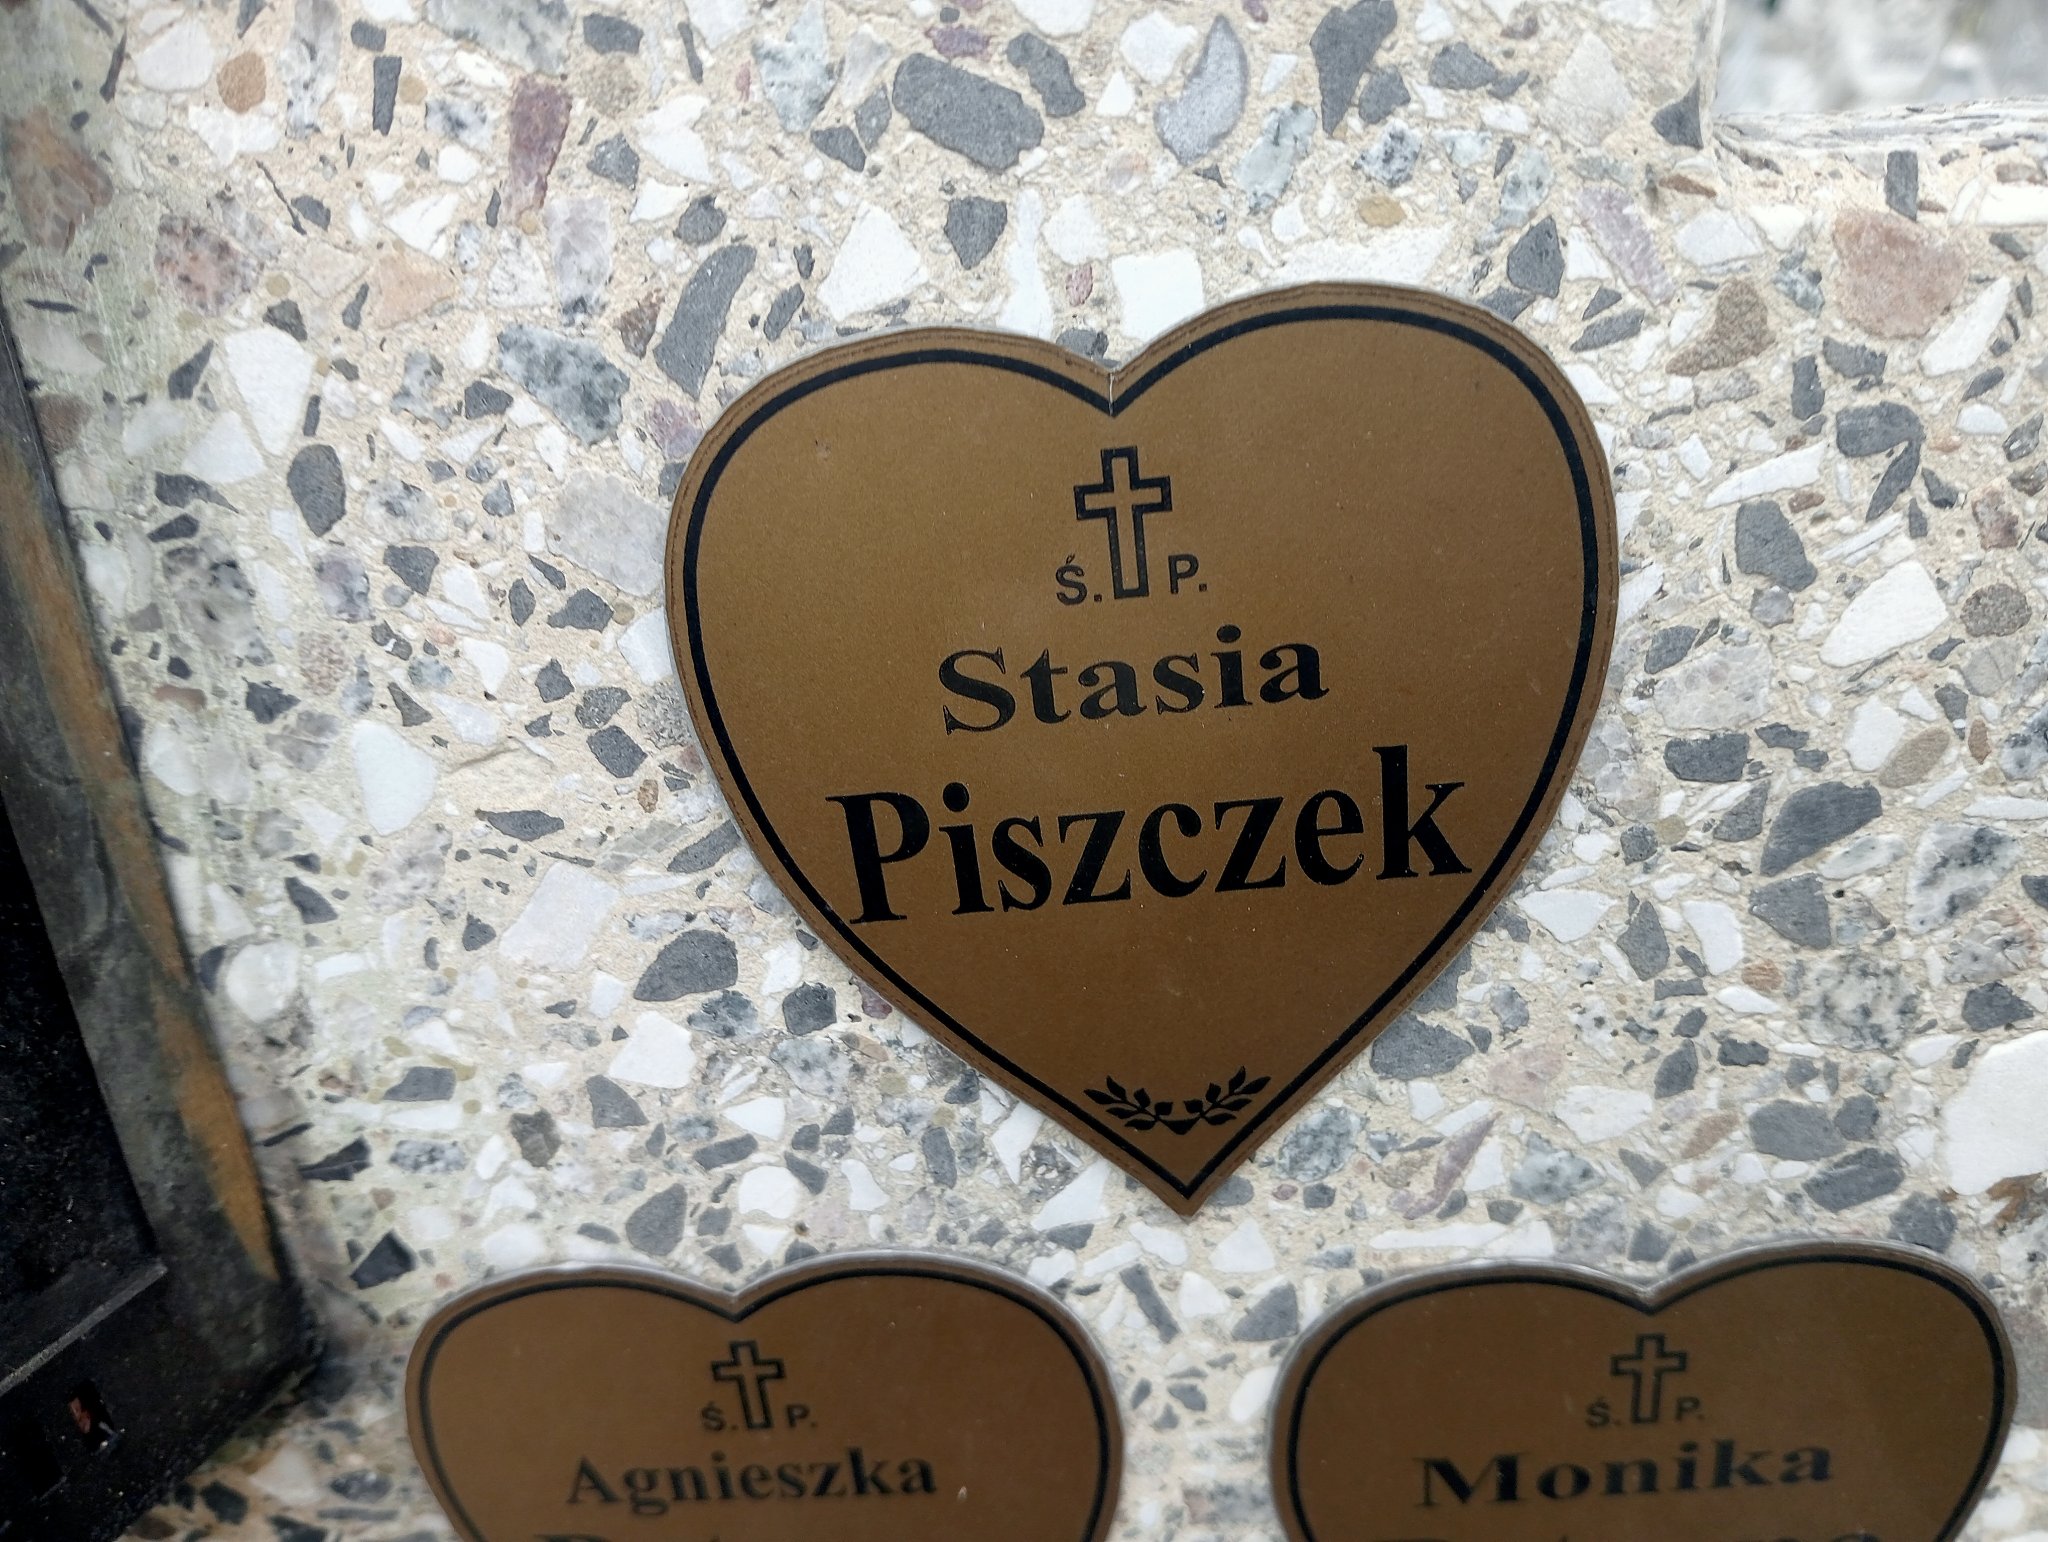 Ś. P.
Stasia
Piszczek
Ś. P.
Agnieszka
Ś. P.
Monika